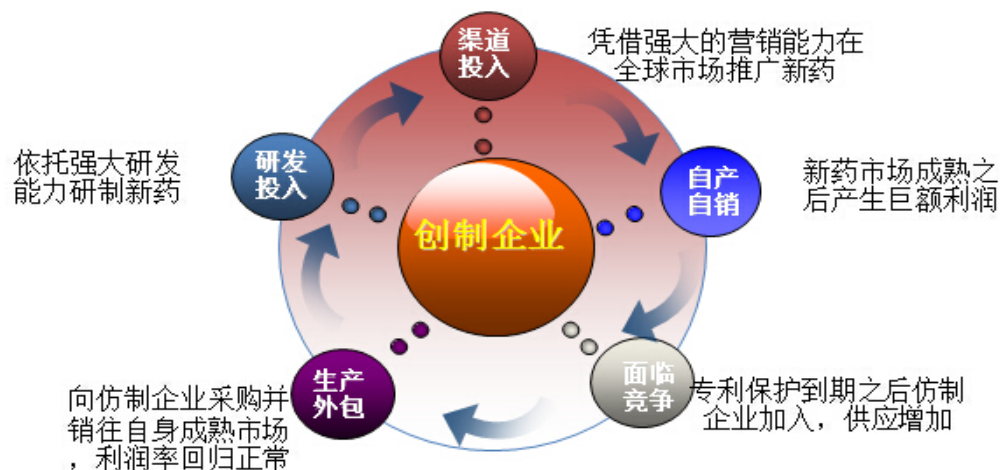 渠道
投入
凭借强大的营销能力在
全球市场推广新药
研发
投入
依托强大研发
能力研制新药
自产
自销
新药市场成熟之
后产生巨额利润
创制企业
面临
竞争
专利保护到期之后仿制
企业加入，供应增加
生产
外包
向仿制企业采购并
销往自身成熟市场
，利润率回归正常